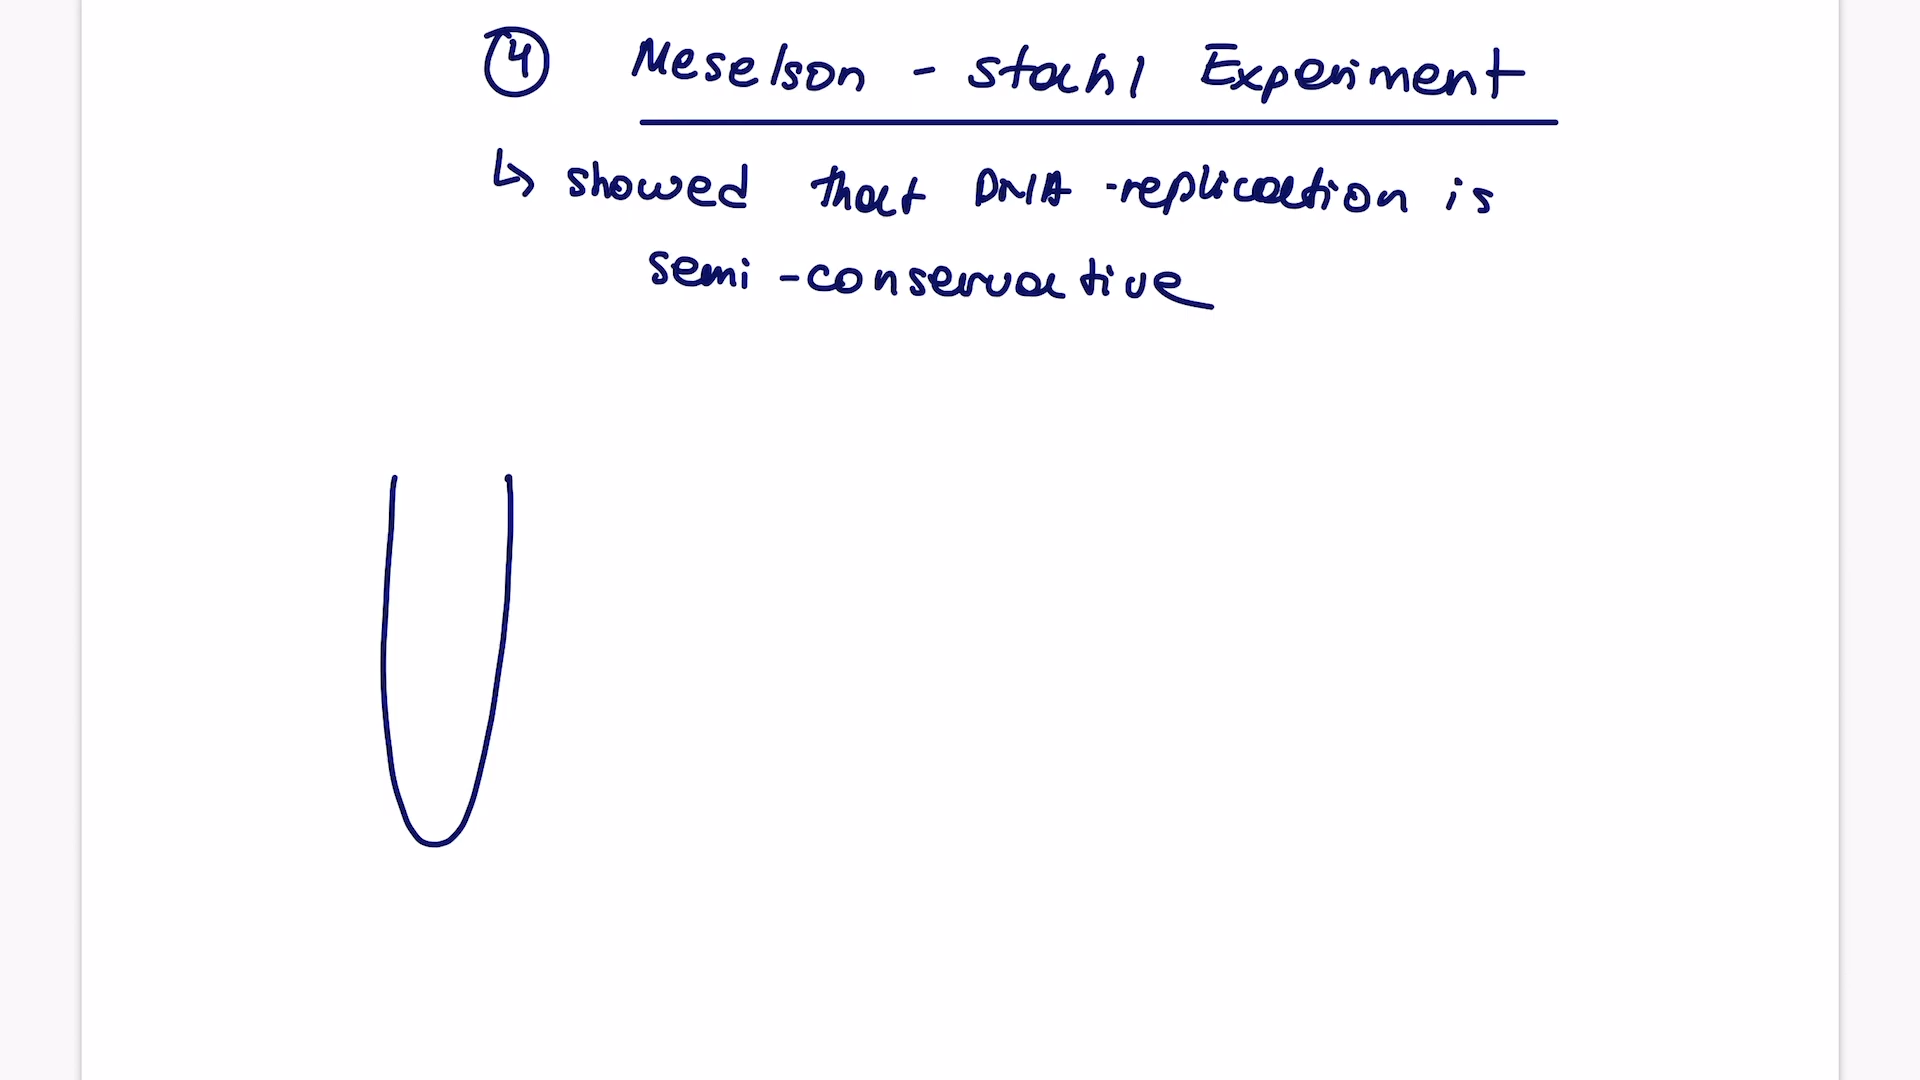 ④ Meselson - stahl Experiment
↳ showed that DNA-replication is
semi-conservative